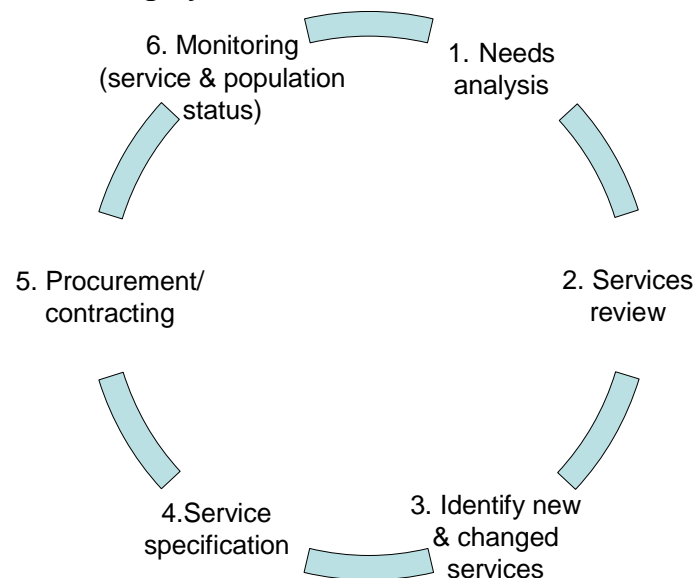 1. Needs
analysis
2. Services
review
3. Identify new
& changed
services
4.Service
specification
5. Procurement/
contracting
6. Monitoring
(service & population
status)